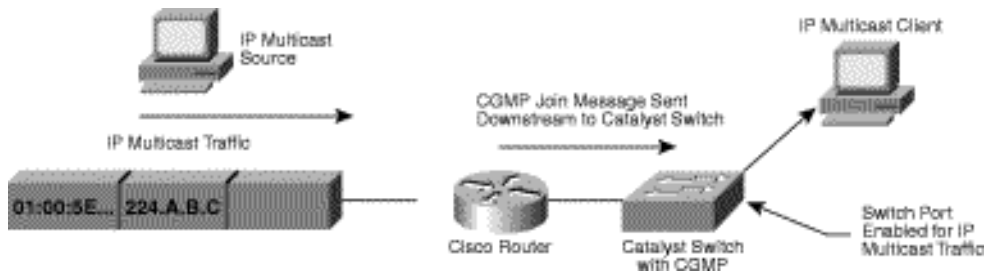 IP Multicast
Source
IP Multicast Client
CGMP Join Message Sent
Downstream to Catalyst Switch
IP Multicast Traffic
01:00:5E...
224.A.B.C
Cisco Router
Catalyst Switch
with CGMP
Switch Port
Enabled for IP
Multicast Traffic